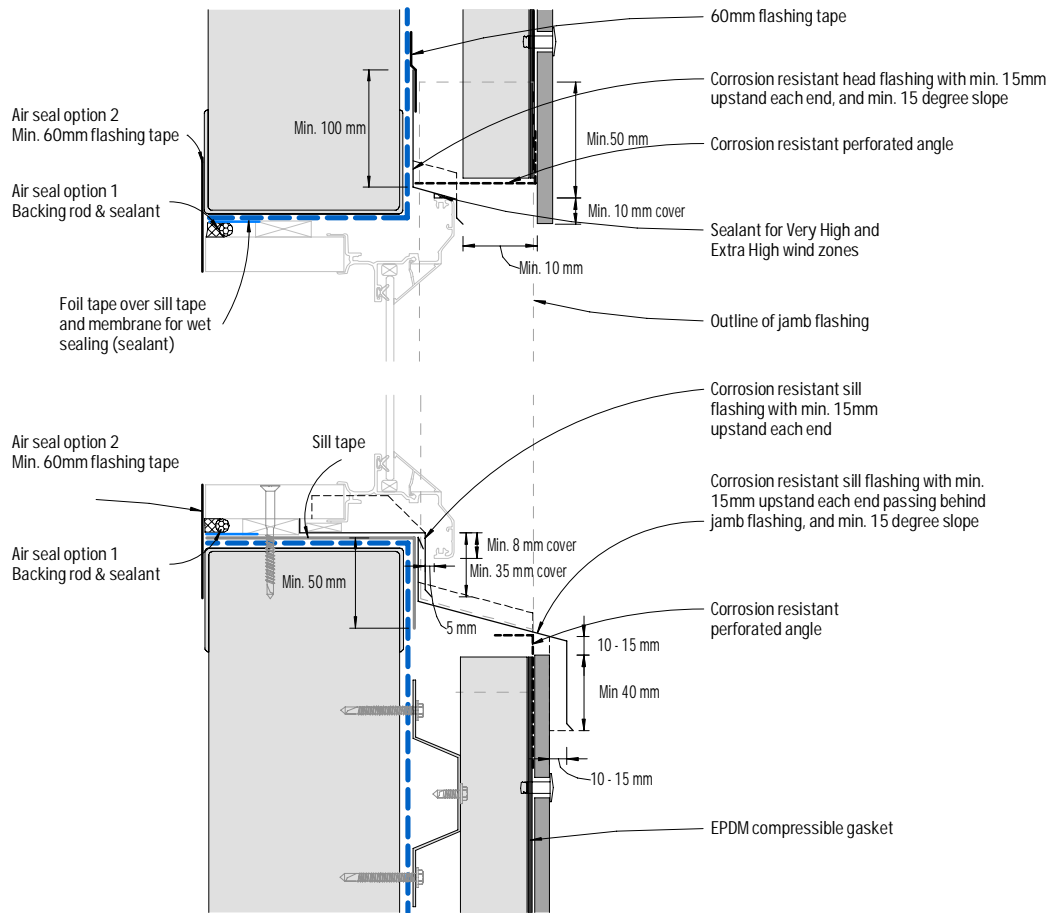 60mm flashing tape
Corrosion resistant head flashing with min. 15mm
upstand each end, and min. 15 degree slope
Air seal option 2
Min. 60mm flashing tape
Min. 100 mm
Min.50 mm
Corrosion resistant perforated angle
Air seal option 1
Backing rod & sealant
Min. 10 mm cover
Sealant for Very High and
Extra High wind zones
Min. 10 mm
Foil tape over sill tape
and membrane for wet
sealing (sealant)
Outline of jamb flashing
Corrosion resistant sill
flashing with min. 15mm
upstand each end
Air seal option 2
Min. 60mm flashing tape
Sill tape
Corrosion resistant sill flashing with min.
15mm upstand each end passing behind
jamb flashing, and min. 15 degree slope
Air seal option 1
Backing rod & sealant
Min. 8 mm cover
Min. 35 mm cover
Min. 50 mm
5 mm
Corrosion resistant
perforated angle
10 - 15 mm
Min 40 mm
10 - 15 mm
EPDM compressible gasket